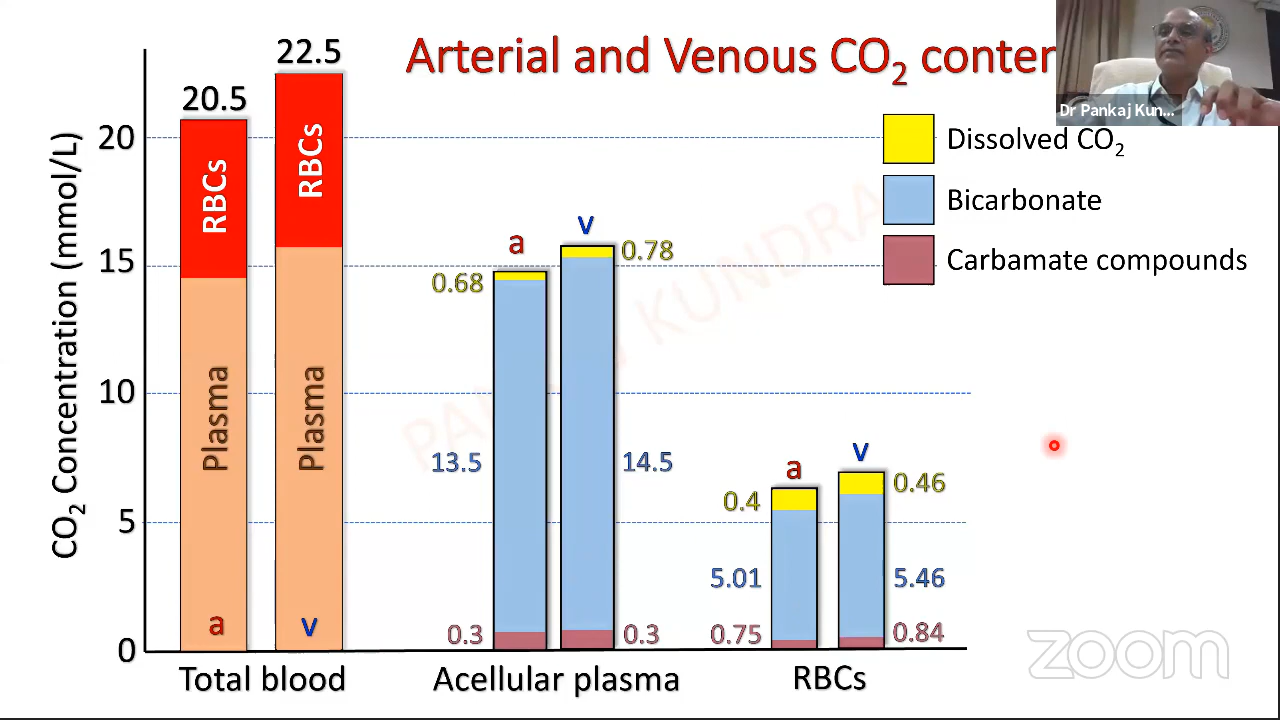 Arterial and Venous CO₂ conten
Dr Pankaj Kun...
CO₂ Concentration (mmol/L)
20
15
10
5
0
20.5
22.5
RBCs
RBCs
Plasma
Plasma
a
v
Total blood
a
v
0.68
0.78
13.5
14.5
0.3
0.3
Acellular plasma
a
v
0.4
0.46
5.01
5.46
0.75
0.84
RBCs
Dissolved CO₂
Bicarbonate
Carbamate compounds
KUNDRA
zoom